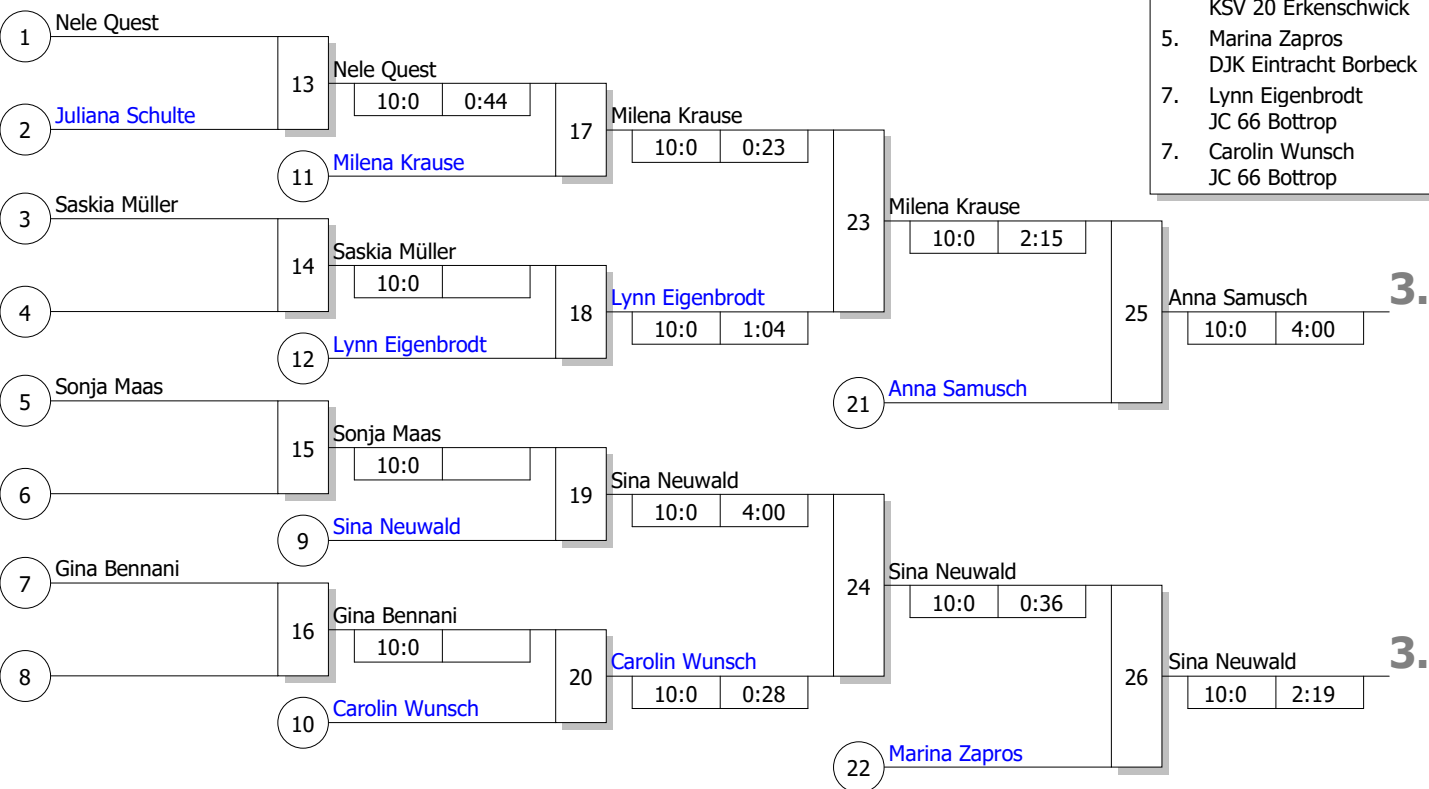 KSV 20 Erkenschwick
5. Marina Zapros
DJK Eintracht Borbeck
7. Lynn Eigenbrodt
JC 66 Bottrop
7. Carolin Wunsch
JC 66 Bottrop
1 Nele Quest
13 Nele Quest
10:0 0:44
2 Juliana Schulte
17 Milena Krause
10:0 0:23
11 Milena Krause
3 Saskia Müller
23 Milena Krause
10:0 2:15
14 Saskia Müller
10:0
4
18 Lynn Eigenbrodt
10:0 1:04
12 Lynn Eigenbrodt
25 Anna Samusch 3.
10:0 4:00
5 Sonja Maas
21 Anna Samusch
15 Sonja Maas
10:0
6
19 Sina Neuwald
10:0 4:00
9 Sina Neuwald
7 Gina Bennani
24 Sina Neuwald
10:0 0:36
16 Gina Bennani
10:0
8
20 Carolin Wunsch
10:0 0:28
10 Carolin Wunsch
26 Sina Neuwald 3.
10:0 2:19
22 Marina Zapros